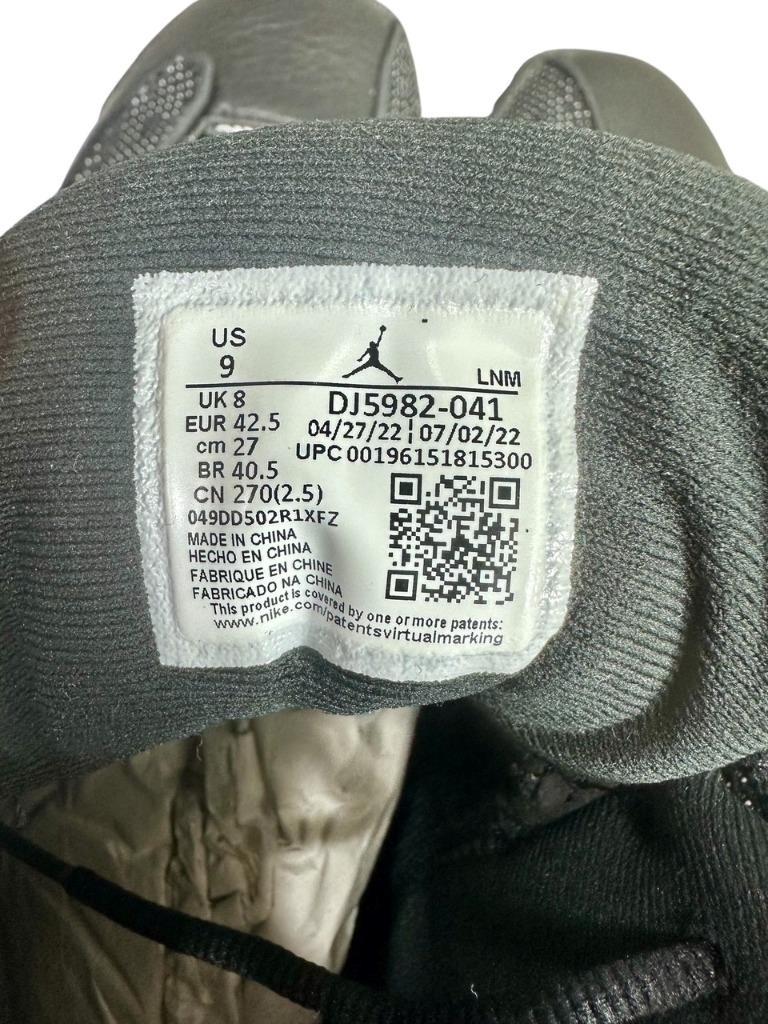 US
9
LNM
UK 8
DJ5982-041
EUR 42.5
04/27/22 ¦ 07/02/22
cm 27
UPC 00196151815300
BR 40.5
CN 270(2.5)
049DD502R1XFZ
MADE IN CHINA
HECHO EN CHINA
FABRIQUE EN CHINE
FABRICADO NA CHINA
This product is covered by one or more patents:
www.nike.com/patentsvirtualmarking